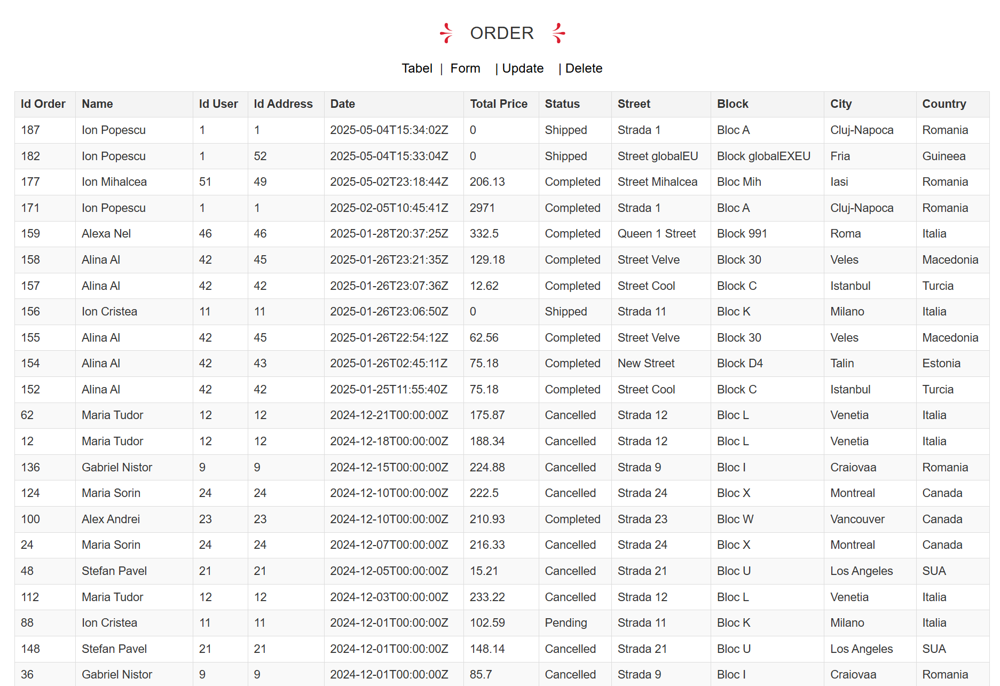 ORDER
Tabel | Form | Update | Delete
Id Order Name Id User Id Address Date Total Price Status Street Block City Country
187 Ion Popescu 1 1 2025-05-04T15:34:02Z 0 Shipped Strada 1 Bloc A Cluj-Napoca Romania
182 Ion Popescu 1 52 2025-05-04T15:33:04Z 0 Shipped Street globalEU Block globalEXEU Fria Guineea
177 Ion Mihalcea 51 49 2025-05-02T23:18:44Z 206.13 Completed Street Mihalcea Bloc Mih Iasi Romania
171 Ion Popescu 1 1 2025-02-05T10:45:41Z 2971 Completed Strada 1 Bloc A Cluj-Napoca Romania
159 Alexa Nel 46 46 2025-01-28T20:37:25Z 332.5 Completed Queen 1 Street Block 991 Roma Italia
158 Alina Al 42 45 2025-01-26T23:21:35Z 129.18 Completed Street Velve Block 30 Veles Macedonia
157 Alina Al 42 42 2025-01-26T23:07:36Z 12.62 Completed Street Cool Block C Istanbul Turcia
156 Ion Cristea 11 11 2025-01-26T23:06:50Z 0 Shipped Strada 11 Bloc K Milano Italia
155 Alina Al 42 45 2025-01-26T22:54:12Z 62.56 Completed Street Velve Block 30 Veles Macedonia
154 Alina Al 42 43 2025-01-26T02:45:11Z 75.18 Completed New Street Block D4 Talin Estonia
152 Alina Al 42 42 2025-01-25T11:55:40Z 75.18 Completed Street Cool Block C Istanbul Turcia
62 Maria Tudor 12 12 2024-12-21T00:00:00Z 175.87 Cancelled Strada 12 Bloc L Venetia Italia
12 Maria Tudor 12 12 2024-12-18T00:00:00Z 188.34 Cancelled Strada 12 Bloc L Venetia Italia
136 Gabriel Nistor 9 9 2024-12-15T00:00:00Z 224.88 Cancelled Strada 9 Bloc I Craiovaa Romania
124 Maria Sorin 24 24 2024-12-10T00:00:00Z 222.5 Cancelled Strada 24 Bloc X Montreal Canada
100 Alex Andrei 23 23 2024-12-10T00:00:00Z 210.93 Completed Strada 23 Bloc W Vancouver Canada
24 Maria Sorin 24 24 2024-12-07T00:00:00Z 216.33 Cancelled Strada 24 Bloc X Montreal Canada
48 Stefan Pavel 21 21 2024-12-05T00:00:00Z 15.21 Cancelled Strada 21 Bloc U Los Angeles SUA
112 Maria Tudor 12 12 2024-12-03T00:00:00Z 233.22 Cancelled Strada 12 Bloc L Venetia Italia
88 Ion Cristea 11 11 2024-12-01T00:00:00Z 102.59 Pending Strada 11 Bloc K Milano Italia
148 Stefan Pavel 21 21 2024-12-01T00:00:00Z 148.14 Cancelled Strada 21 Bloc U Los Angeles SUA
36 Gabriel Nistor 9 9 2024-12-01T00:00:00Z 85.7 Cancelled Strada 9 Bloc I Craiovaa Romania